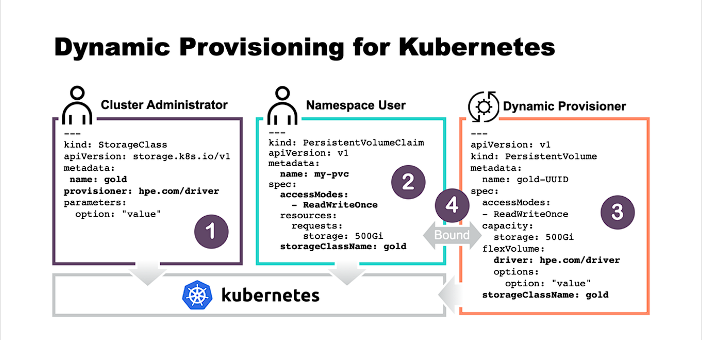 Dynamic Provisioning for Kubernetes
Cluster Administrator
---
kind: StorageClass
apiVersion: storage.k8s.io/v1
metadata:
  name: gold
provisioner: hpe.com/driver
parameters:
  option: "value"
1
Namespace User
---
kind: PersistentVolumeClaim
apiVersion: v1
metadata:
  name: my-pvc
spec:
  accessModes:
    - ReadWriteOnce
  resources:
    requests:
      storage: 500Gi
  storageClassName: gold
2
Dynamic Provisioner
---
apiVersion: v1
kind: PersistentVolume
metadata:
  name: gold-UUID
spec:
  accessModes:
  - ReadWriteOnce
  capacity:
    storage: 500Gi
  flexVolume:
    driver: hpe.com/driver
    options:
      option: "value"
  storageClassName: gold
3
4
Bound
kubernetes